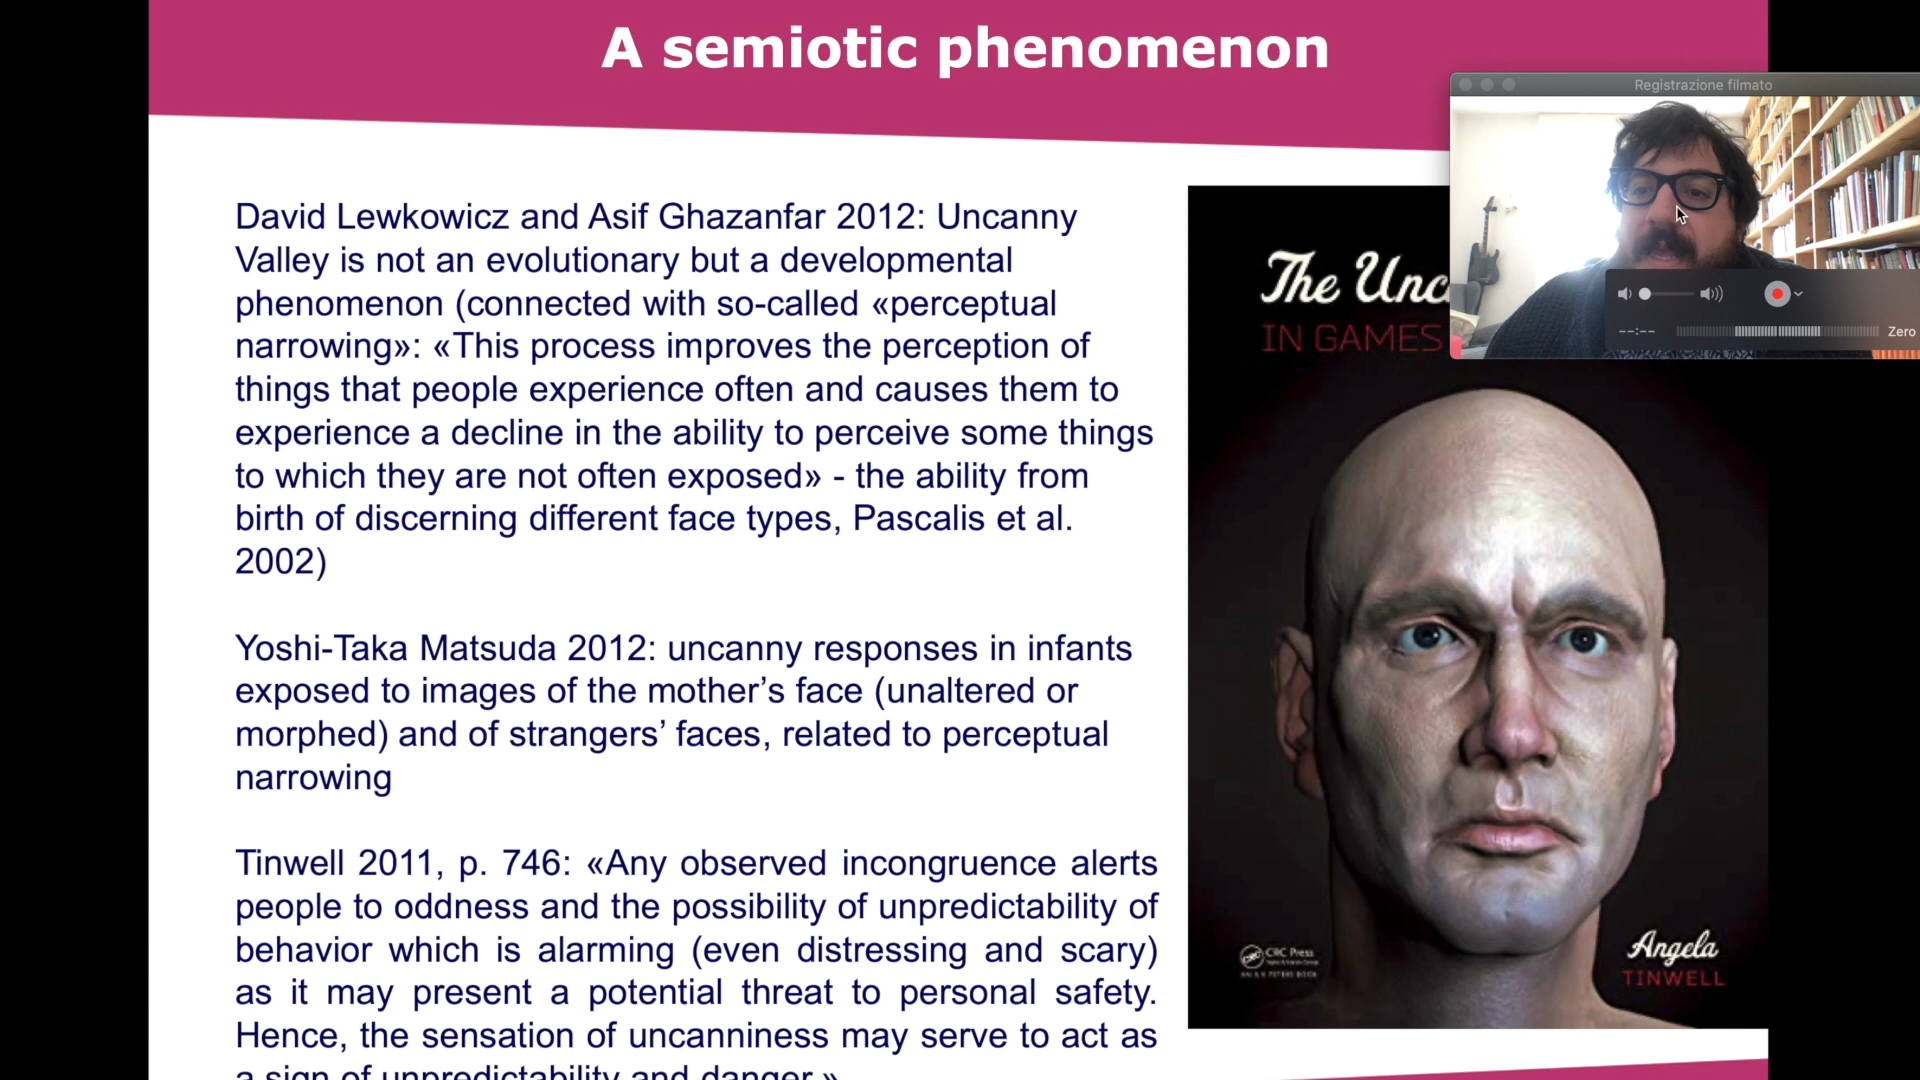 A semiotic phenomenon
Registrazione filmato
David Lewkowicz and Asif Ghazanfar 2012: Uncanny
Valley is not an evolutionary but a developmental
phenomenon (connected with so-called «perceptual
narrowing»: «This process improves the perception of
things that people experience often and causes them to
experience a decline in the ability to perceive some things
to which they are not often exposed» - the ability from
birth of discerning different face types, Pascalis et al.
2002)
Yoshi-Taka Matsuda 2012: uncanny responses in infants
exposed to images of the mother’s face (unaltered or
morphed) and of strangers’ faces, related to perceptual
narrowing
Tinwell 2011, p. 746: «Any observed incongruence alerts
people to oddness and the possibility of unpredictability of
behavior which is alarming (even distressing and scary)
as it may present a potential threat to personal safety.
Hence, the sensation of uncanniness may serve to act as
a sign of unpredictability and danger.»
The Unc
IN GAMES
--:--
Zero
CRC Press
Angela
TINWELL